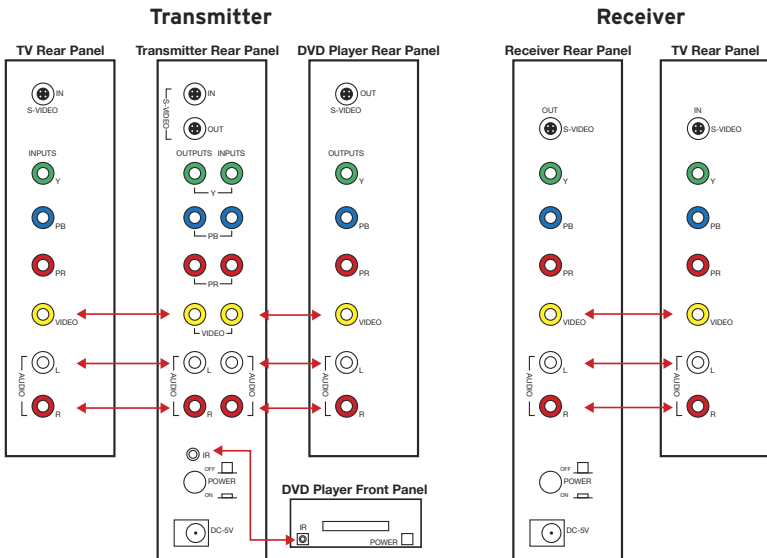 Transmitter
Receiver
TV Rear Panel
Transmitter Rear Panel
DVD Player Rear Panel
Receiver Rear Panel
TV Rear Panel
IN
S-VIDEO
INPUTS
Y
PB
PR
VIDEO
L
AUDIO
R
S-VIDEO
IN
OUT
OUTPUTS INPUTS
Y
PB
PR
VIDEO
AUDIO
L
AUDIO
R
IR
OFF
POWER
ON
DC-5V
OUT
S-VIDEO
OUTPUTS
Y
PB
PR
VIDEO
L
AUDIO
R
DVD Player Front Panel
IR
POWER
OUT
S-VIDEO
Y
PB
PR
VIDEO
L
AUDIO
R
OFF
POWER
ON
DC-5V
IN
S-VIDEO
Y
PB
PR
VIDEO
L
AUDIO
R